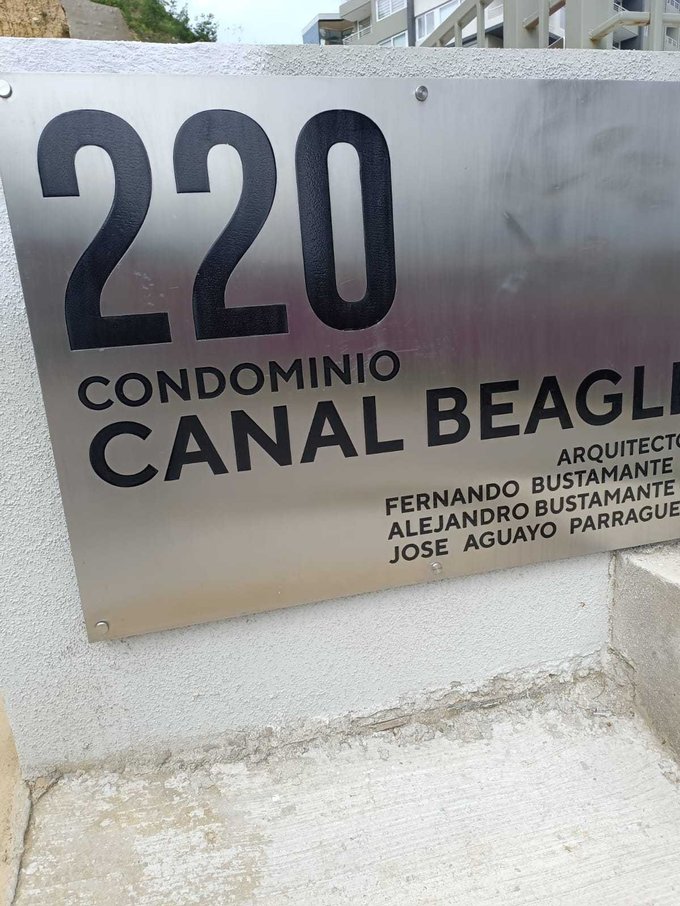 220
CONDOMINIO
CANAL BEAGL
ARQUITECTO
FERNANDO BUSTAMANTE
ALEJANDRO BUSTAMANTE
JOSE AGUAYO PARRAGUE